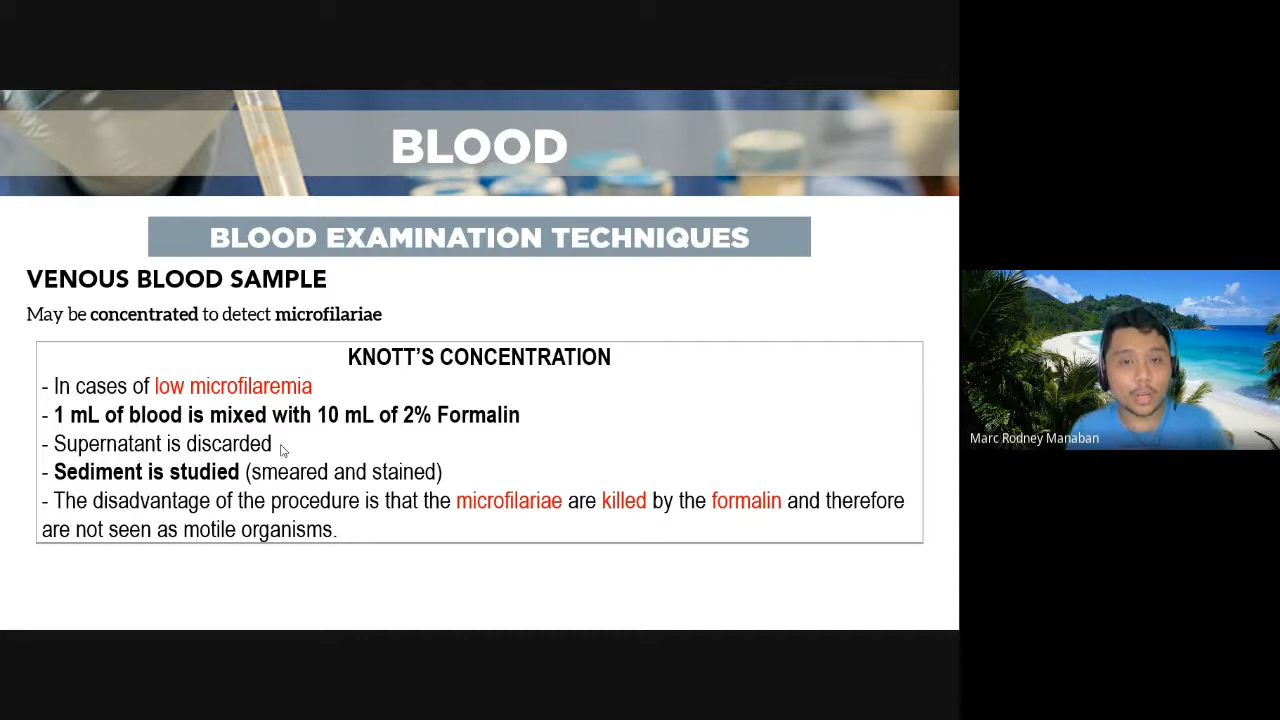 BLOOD
BLOOD EXAMINATION TECHNIQUES
VENOUS BLOOD SAMPLE
May be concentrated to detect microfilariae
KNOTT’S CONCENTRATION
- In cases of low microfilaremia
- 1 mL of blood is mixed with 10 mL of 2% Formalin
- Supernatant is discarded
- Sediment is studied (smeared and stained)
- The disadvantage of the procedure is that the microfilariae are killed by the formalin and therefore
are not seen as motile organisms.
Marc Rodney Manaban